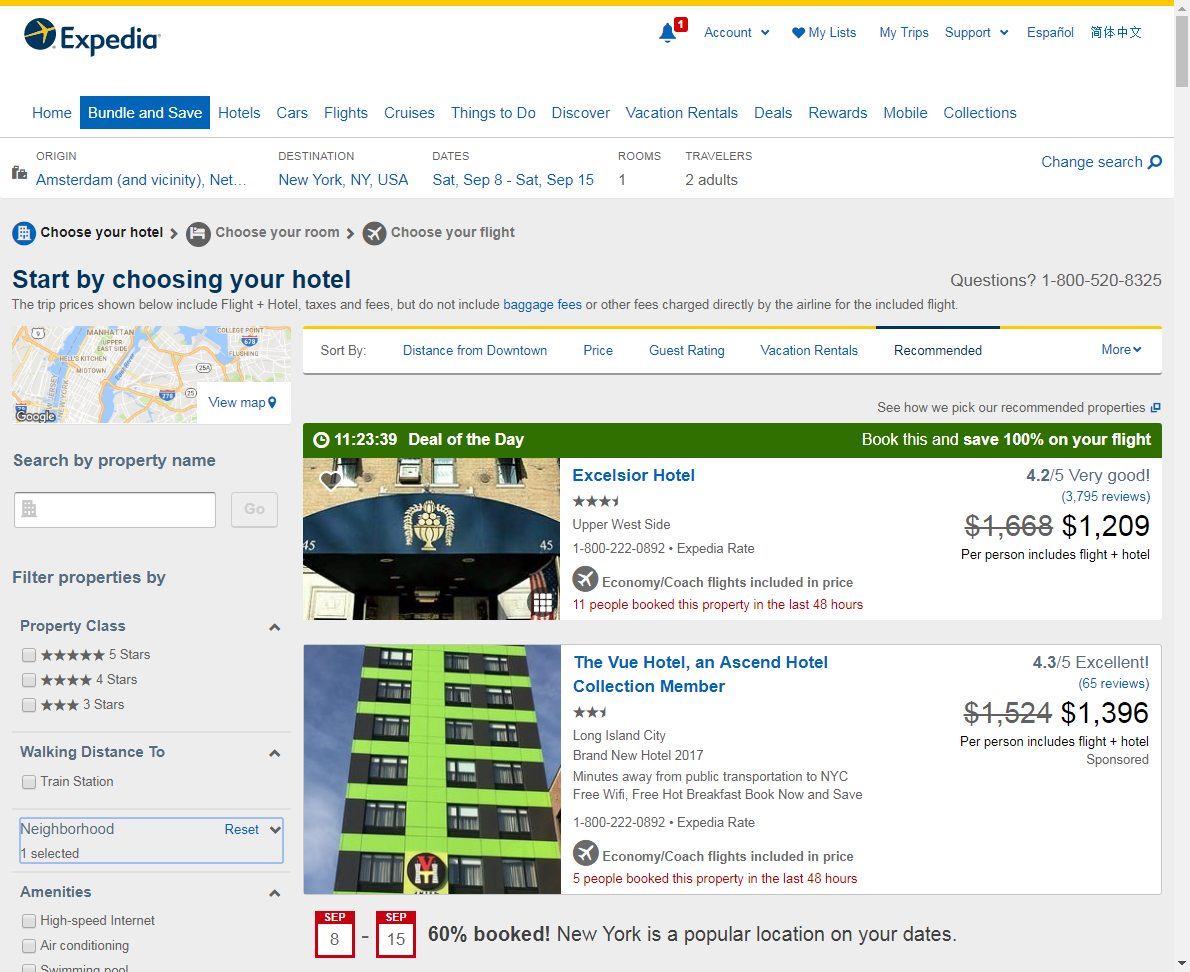 Expedia
1
Account
My Lists
My Trips
Support
Español
简体中文
Home
Bundle and Save
Hotels
Cars
Flights
Cruises
Things to Do
Discover
Vacation Rentals
Deals
Rewards
Mobile
Collections
ORIGIN
Amsterdam (and vicinity), Net...
DESTINATION
New York, NY, USA
DATES
Sat, Sep 8 - Sat, Sep 15
ROOMS
1
TRAVELERS
2 adults
Change search
Choose your hotel
Choose your room
Choose your flight
Start by choosing your hotel
Questions? 1-800-520-8325
The trip prices shown below include Flight + Hotel, taxes and fees, but do not include baggage fees or other fees charged directly by the airline for the included flight.
9
MANHATTAN
UPPER
EAST SIDE
HELL'S KITCHEN
MIDTOWN
COLLEGE POINT
678
FLUSHING
25A
278
25
NEW JERSEY
NEW YORK
East River
Google
View map
Search by property name
Go
Filter properties by
Property Class
5 Stars
4 Stars
3 Stars
Walking Distance To
Train Station
Neighborhood
Reset
1 selected
Amenities
High-speed Internet
Air conditioning
Swimming pool
Sort By:
Distance from Downtown
Price
Guest Rating
Vacation Rentals
Recommended
More
See how we pick our recommended properties
11:23:39 Deal of the Day
Book this and save 100% on your flight
45
45
Excelsior Hotel
Upper West Side
1-800-222-0892 • Expedia Rate
Economy/Coach flights included in price
11 people booked this property in the last 48 hours
4.2/5 Very good!
(3,795 reviews)
$1,668 $1,209
Per person includes flight + hotel
The Vue Hotel, an Ascend Hotel
Collection Member
Long Island City
Brand New Hotel 2017
Minutes away from public transportation to NYC
Free Wifi, Free Hot Breakfast Book Now and Save
1-800-222-0892 • Expedia Rate
Economy/Coach flights included in price
5 people booked this property in the last 48 hours
4.3/5 Excellent!
(65 reviews)
$1,524 $1,396
Per person includes flight + hotel
Sponsored
SEP
8
-
SEP
15
60% booked! New York is a popular location on your dates.